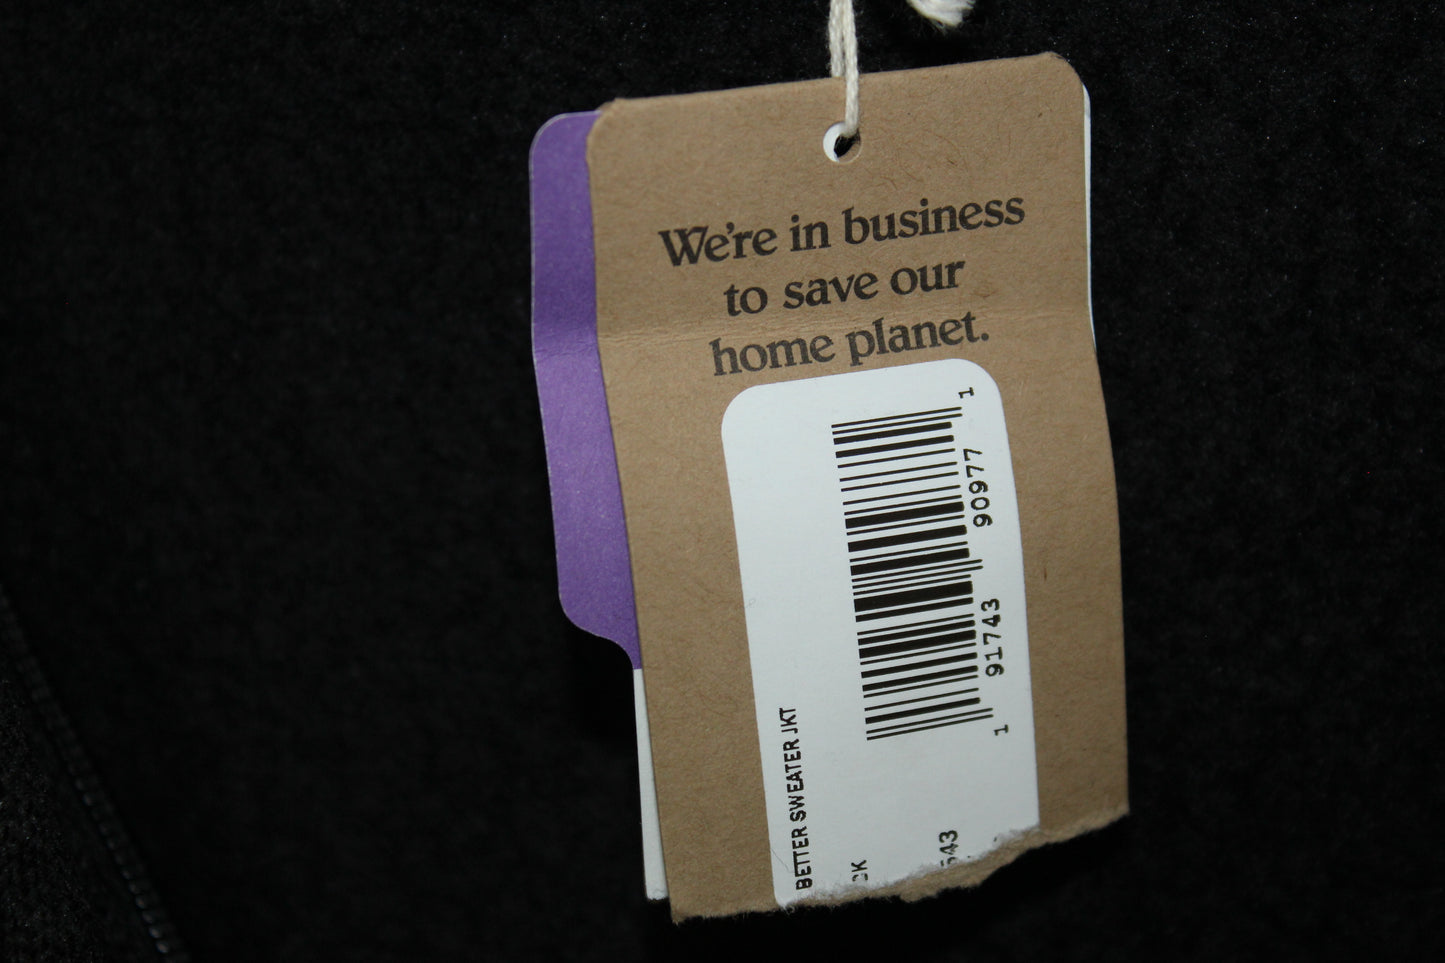 We're in business
to save our
home planet.
1 91743 90977 1
BETTER SWEATER JKT